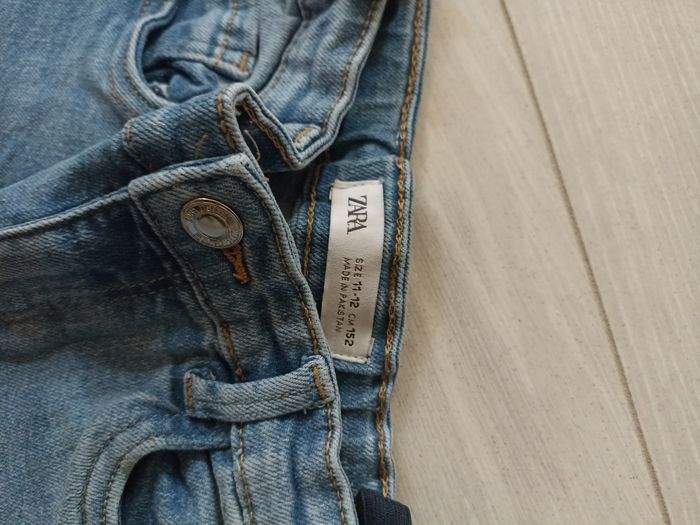 ZARA
SIZE 11-12 CM 152
MADE IN PAKISTAN